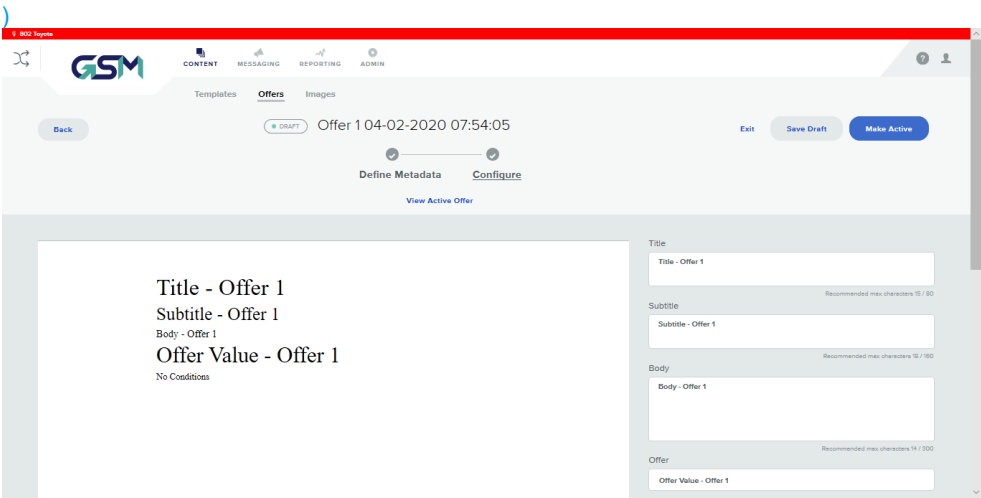 )
802 Toyota
GSM
CONTENT MESSAGING REPORTING ADMIN
?
Templates Offers Images
Back
DRAFT Offer 1 04-02-2020 07:54:05
Exit Save Draft Make Active
Define Metadata Configure
View Active Offer
Title - Offer 1
Subtitle - Offer 1
Body - Offer 1
Offer Value - Offer 1
No Conditions
Title
Title - Offer 1
Recommended max characters 15 / 80
Subtitle
Subtitle - Offer 1
Recommended max characters 18 / 160
Body
Body - Offer 1
Recommended max characters 14 / 300
Offer
Offer Value - Offer 1